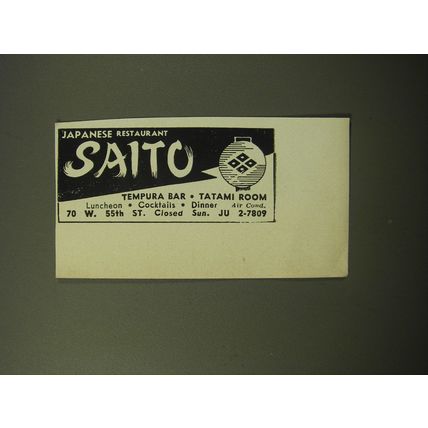 JAPANESE RESTAURANT
SAITO
TEMPURA BAR • TATAMI ROOM
Luncheon • Cocktails • Dinner Air Cond.
70 W. 55th ST. Closed Sun. JU 2-7809